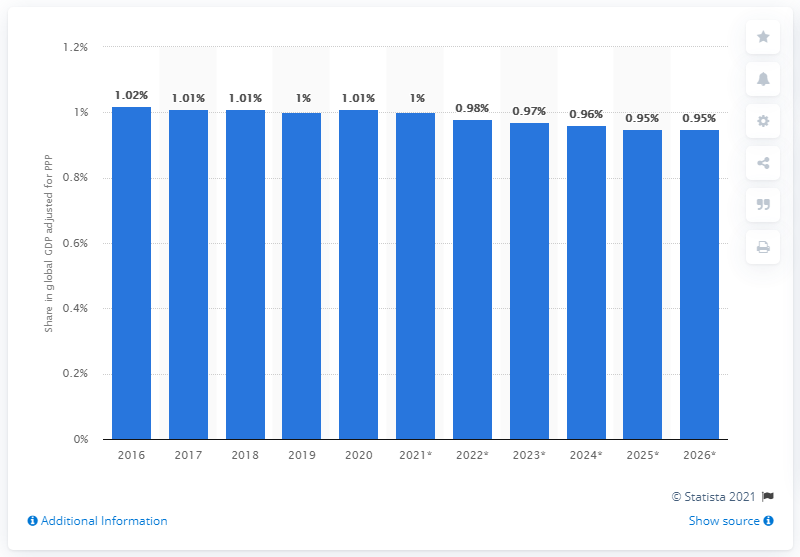 1.2%
1%
0.8%
0.6%
0.4%
0.2%
0%
Share in global GDP adjusted for PPP
1.02% 1.01% 1.01% 1% 1.01% 1% 0.98% 0.97% 0.96% 0.95% 0.95%
2016 2017 2018 2019 2020 2021* 2022* 2023* 2024* 2025* 2026*
© Statista 2021
Additional Information
Show source